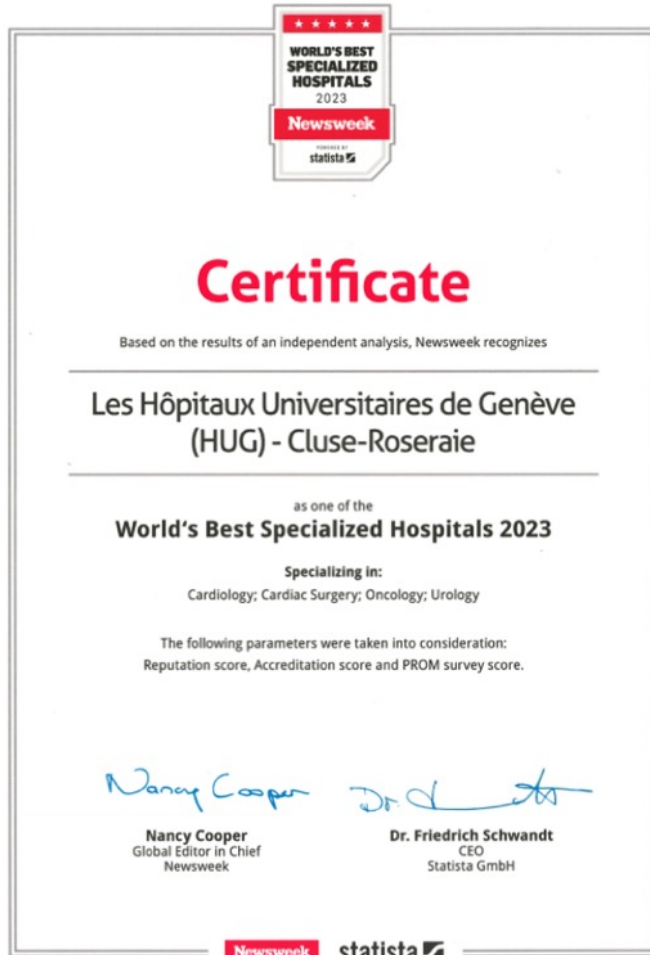 WORLD'S BEST
SPECIALIZED
HOSPITALS
2023
Newsweek
POWERED BY
statista
Certificate
Based on the results of an independent analysis, Newsweek recognizes
Les Hôpitaux Universitaires de Genève
(HUG) - Cluse-Roseraie
as one of the
World's Best Specialized Hospitals 2023
Specializing in:
Cardiology; Cardiac Surgery; Oncology; Urology
The following parameters were taken into consideration:
Reputation score, Accreditation score and PROM survey score.
Nancy Cooper Dr.
Nancy Cooper Dr. Friedrich Schwandt
Global Editor in Chief CEO
Newsweek Statista GmbH
Newsweek statista